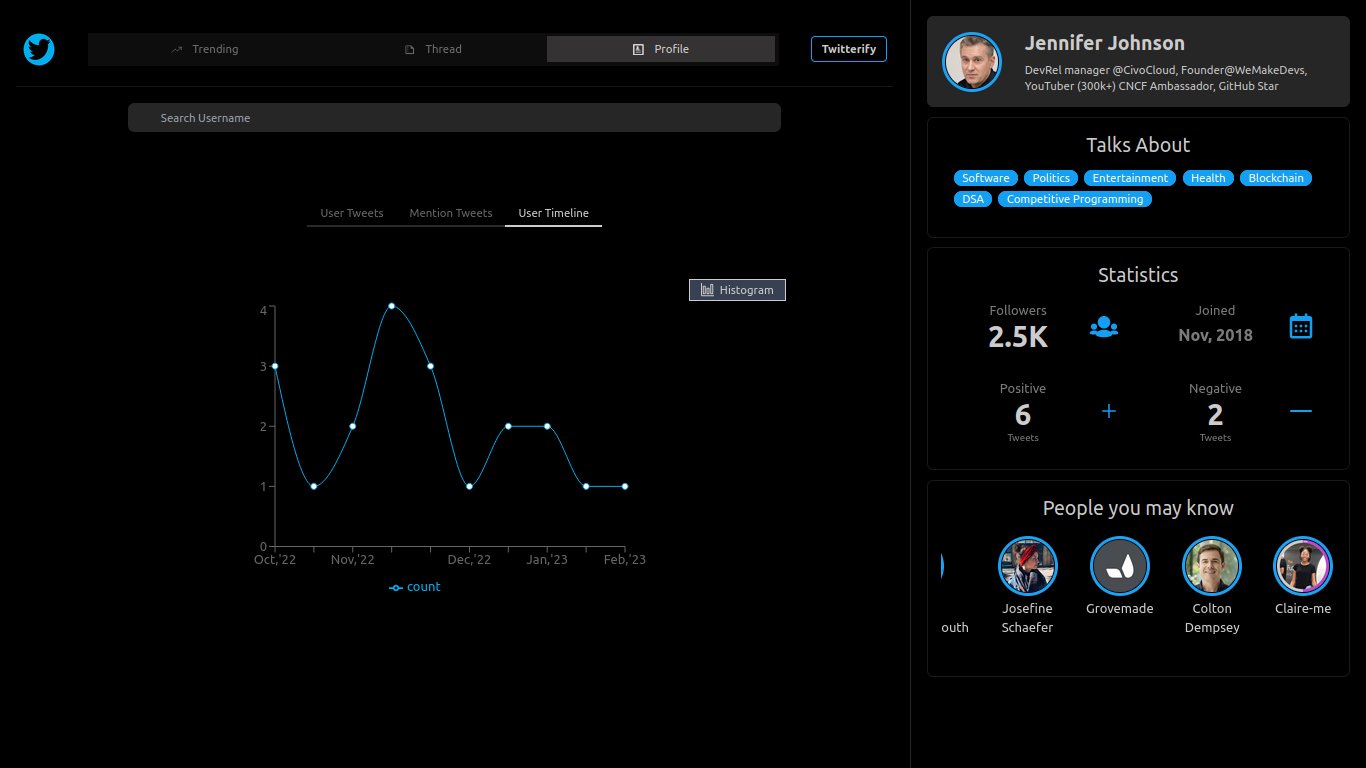 Trending
Thread
Profile
Twitterify
Search Username
User Tweets
Mention Tweets
User Timeline
Histogram
4
3
2
1
0
Oct,'22
Nov,'22
Dec,'22
Jan,'23
Feb,'23
count
Jennifer Johnson
DevRel manager @CivoCloud, Founder@WeMakeDevs,
YouTuber (300k+) CNCF Ambassador, GitHub Star
Talks About
Software
Politics
Entertainment
Health
Blockchain
DSA
Competitive Programming
Statistics
Followers
2.5K
Joined
Nov, 2018
Positive
6
Tweets
Negative
2
Tweets
People you may know
outh
Josefine
Schaefer
Grovemade
Colton
Dempsey
Claire-me